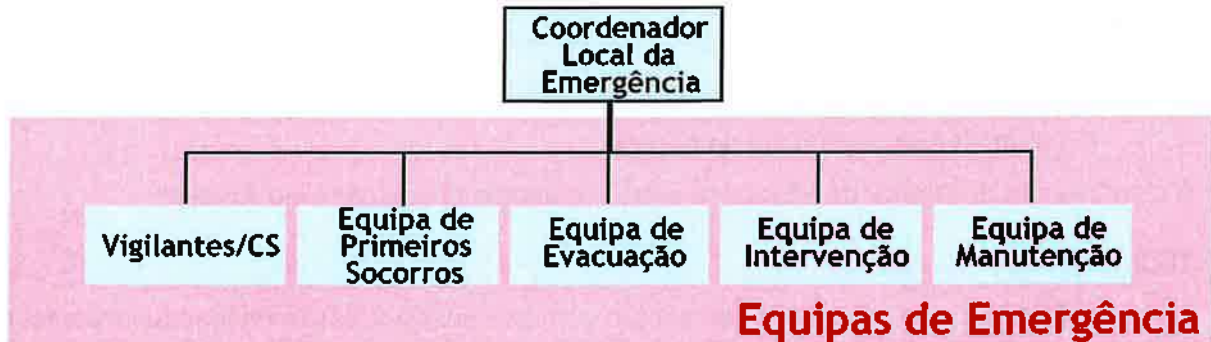 Coordenador
Local da
Emergência
Vigilantes/CS
Equipa de
Primeiros
Socorros
Equipa de
Evacuação
Equipa de
Intervenção
Equipa de
Manutenção
Equipas de Emergência